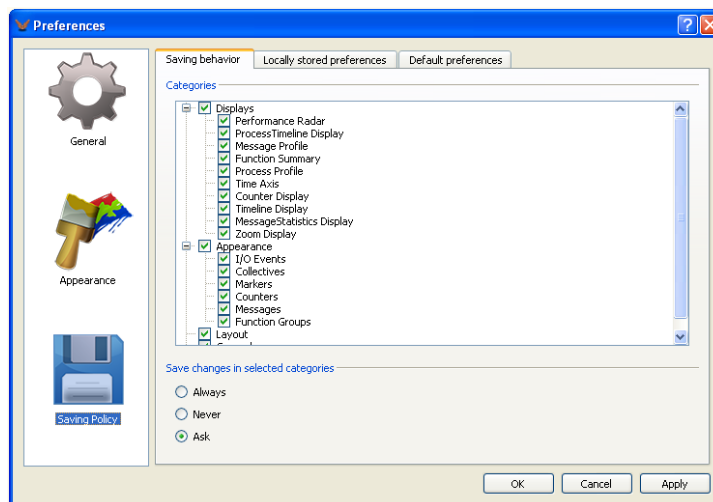 Preferences
Saving behavior
Locally stored preferences
Default preferences
General
Appearance
Saving Policy
Categories
Displays
Performance Radar
ProcessTimeline Display
Message Profile
Function Summary
Process Profile
Time Axis
Counter Display
Timeline Display
MessageStatistics Display
Zoom Display
Appearance
I/O Events
Collectives
Markers
Counters
Messages
Function Groups
Layout
Save changes in selected categories
Always
Never
Ask
OK
Cancel
Apply